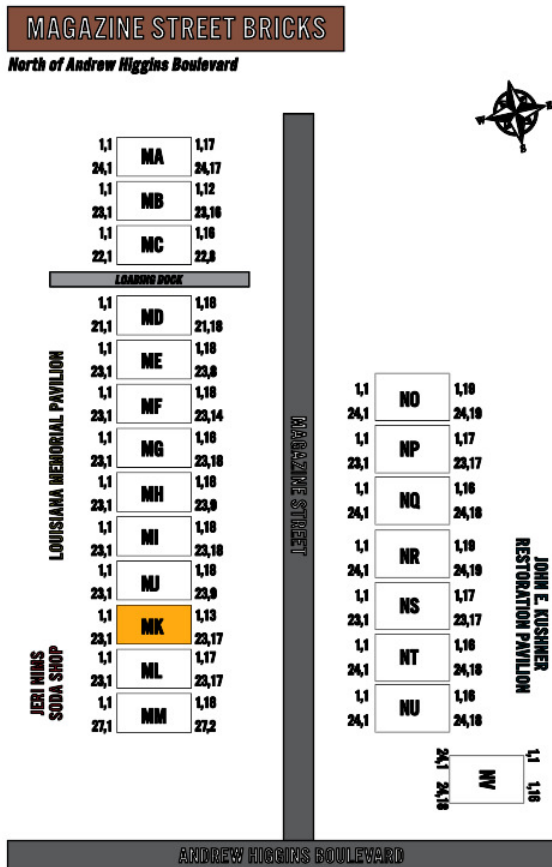 MAGAZINE STREET BRICKS
North of Andrew Higgins Boulevard
N
W
E
S
1,1 MA 1,17
24,1 24,17
1,1 MB 1,12
23,1 23,16
1,1 MC 1,16
22,1 22,8
LOADING DOCK
1,1 MD 1,18
21,1 21,18
1,1 ME 1,18
23,1 23,8
1,1 MF 1,18
23,1 23,14
1,1 MG 1,16
23,1 23,18
1,1 MH 1,18
23,1 23,9
1,1 MI 1,18
23,1 23,18
1,1 MJ 1,18
23,1 23,9
1,1 MK 1,13
23,1 23,17
1,1 ML 1,17
23,1 23,17
1,1 MM 1,18
27,1 27,2
LOUISIANA MEMORIAL PAVILION
JERI NIMS
SODA SHOP
MAGAZINE STREET
1,1 NO 1,19
24,1 24,19
1,1 NP 1,17
23,1 23,17
1,1 NQ 1,16
24,1 24,18
1,1 NR 1,19
24,1 24,19
1,1 NS 1,17
23,1 23,17
1,1 NT 1,16
24,1 24,18
1,1 NU 1,16
24,1 24,18
24,1 NV 1,1
24,18 1,16
JOHN E. KUSHNER
RESTORATION PAVILION
ANDREW HIGGINS BOULEVARD